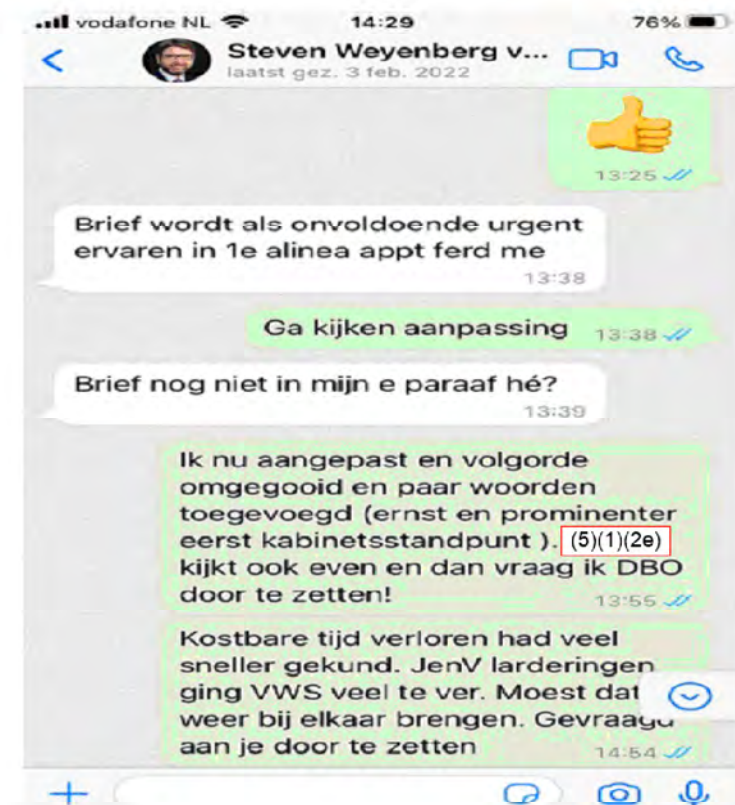 vodafone NL 14:29 76%
Steven Weyenberg v...
laatst gez. 3 feb. 2022
13:25
Brief wordt als onvoldoende urgent
ervaren in 1e alinea appt ferd me
13:38
Ga kijken aanpassing 13:38
Brief nog niet in mijn e paraaf hé?
13:39
Ik nu aangepast en volgorde
omgegooid en paar woorden
toegevoegd (ernst en prominenter
eerst kabinetsstandpunt ). (5)(1)(2e)
kijkt ook even en dan vraag ik DBO
door te zetten! 13:55
Kostbare tijd verloren had veel
sneller gekund. JenV larderingen
ging VWS veel te ver. Moest dat
weer bij elkaar brengen. Gevraagd
aan je door te zetten 14:54